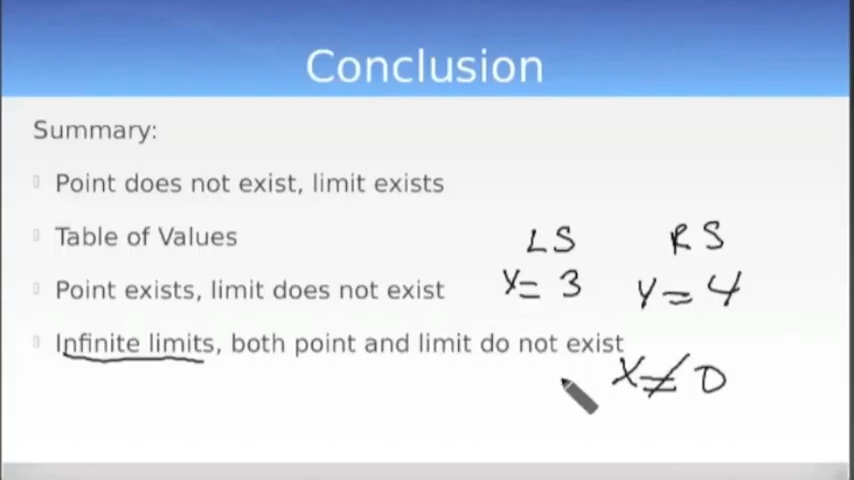 Conclusion
Summary:
Point does not exist, limit exists
Table of Values
LS RS
Point exists, limit does not exist
Y= 3 y = 4
Infinite limits, both point and limit do not exist
X ≠ 0